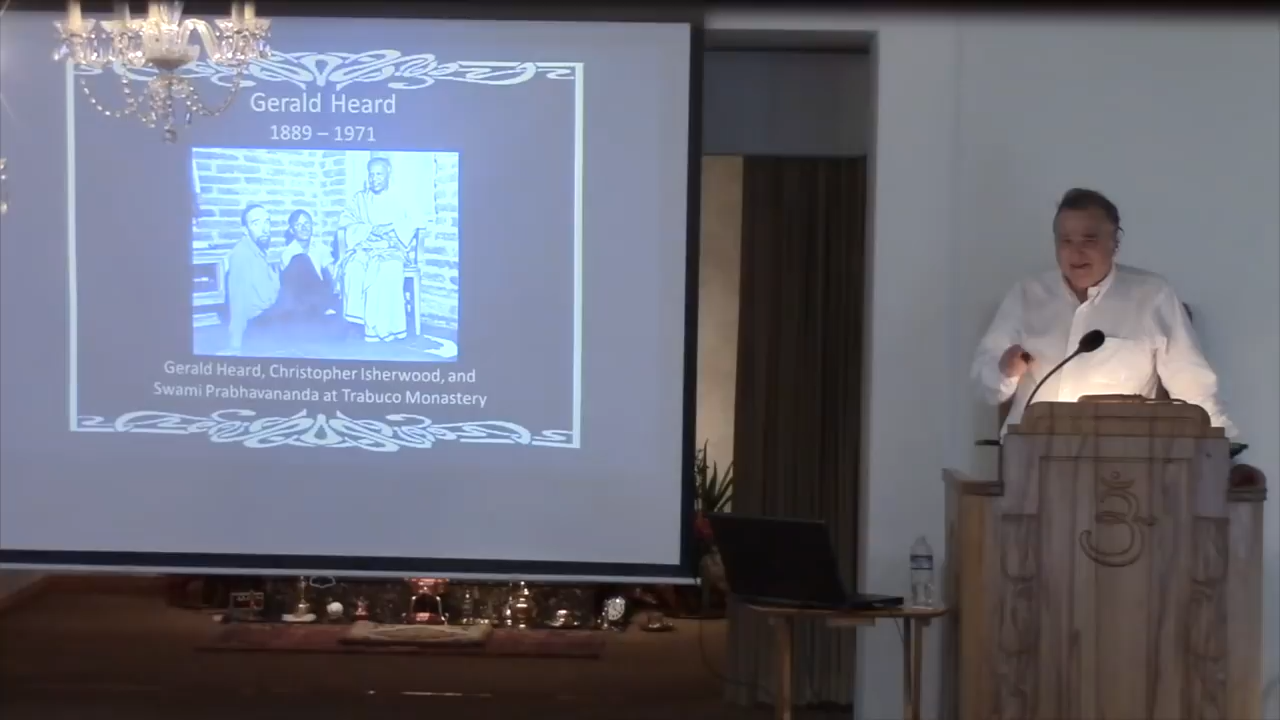 Gerald Heard
1889 – 1971
Gerald Heard, Christopher Isherwood, and
Swami Prabhavananda at Trabuco Monastery
ॐ